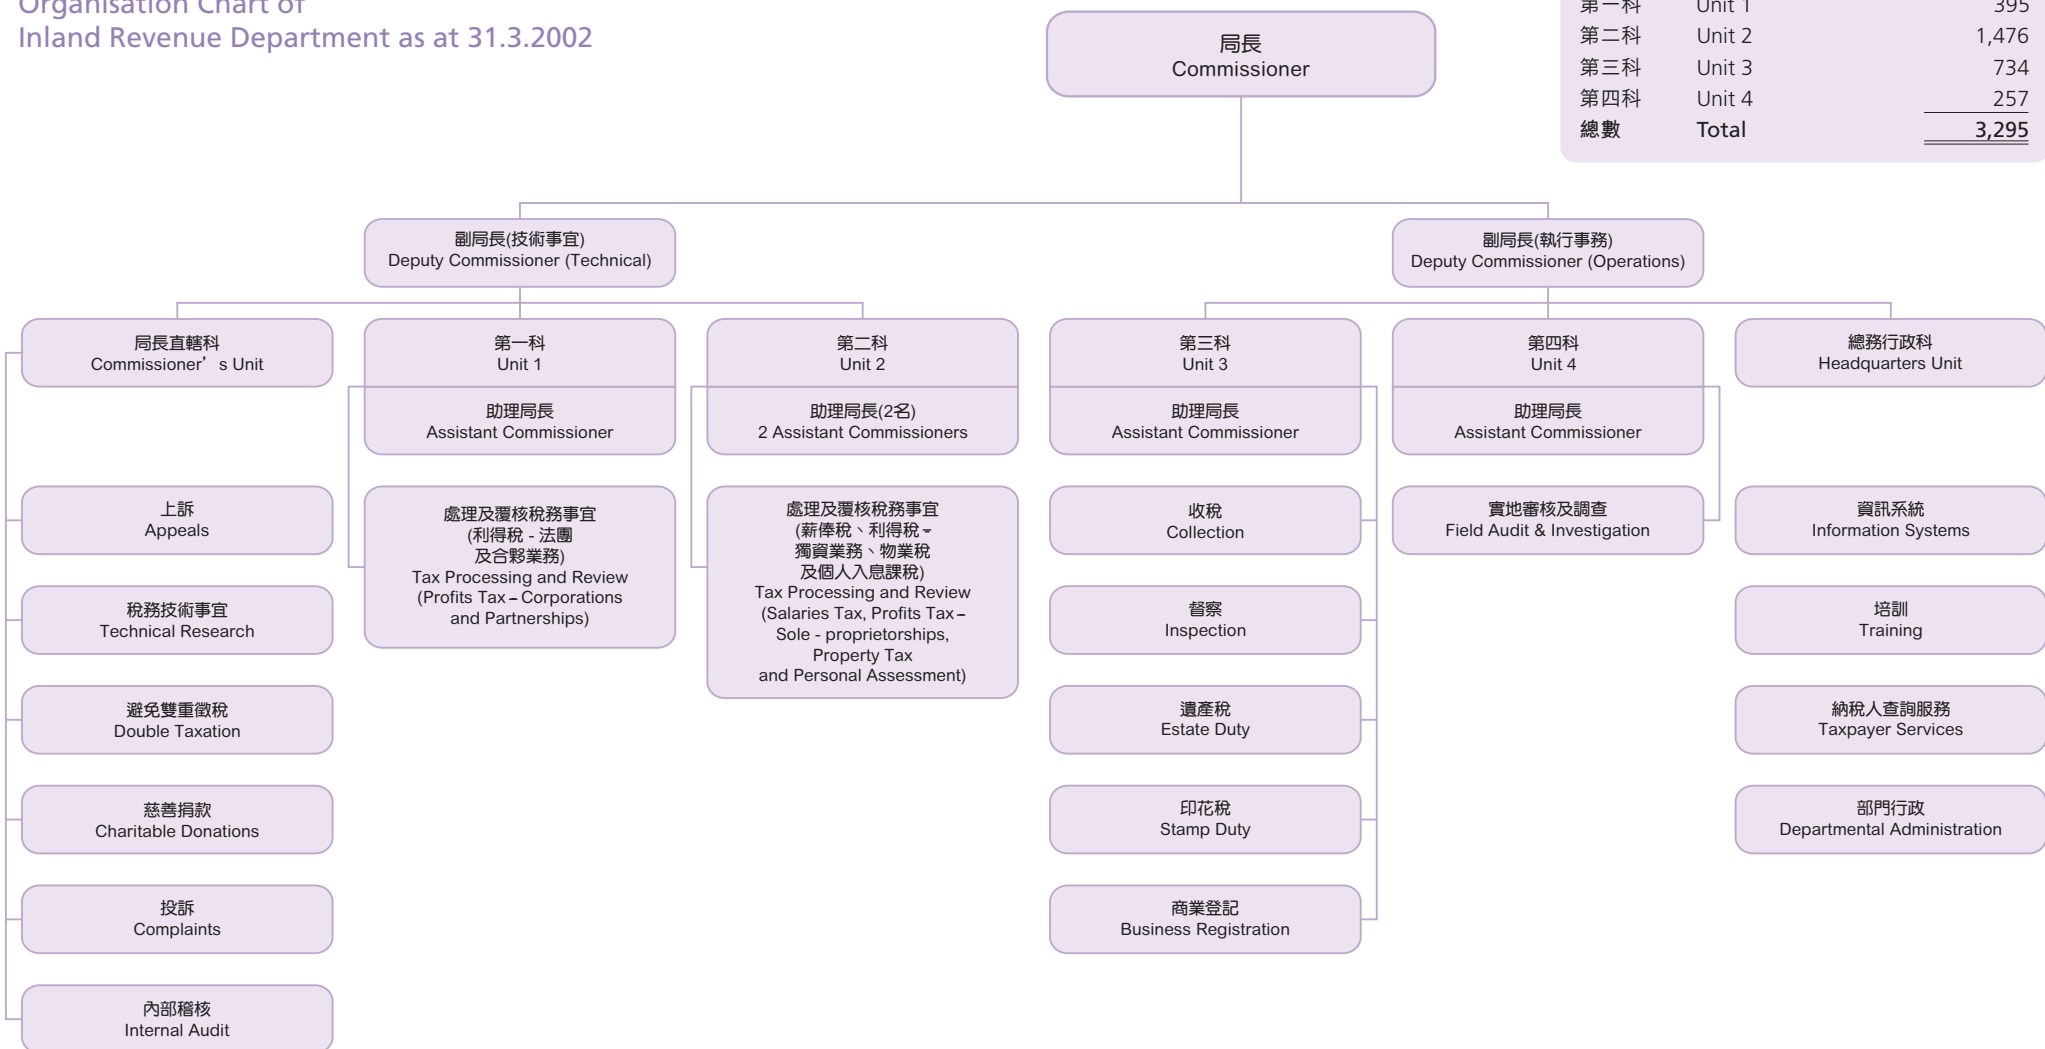 Organisation Chart of
Inland Revenue Department as at 31.3.2002
第一科 Unit 1 395
第二科 Unit 2 1,476
第三科 Unit 3 734
第四科 Unit 4 257
總數 Total 3,295
局長
Commissioner
副局長(技術事宜)
Deputy Commissioner (Technical)
副局長(執行事務)
Deputy Commissioner (Operations)
局長直轄科
Commissioner’s Unit
第一科
Unit 1
助理局長
Assistant Commissioner
第二科
Unit 2
助理局長(2名)
2 Assistant Commissioners
第三科
Unit 3
助理局長
Assistant Commissioner
第四科
Unit 4
助理局長
Assistant Commissioner
總務行政科
Headquarters Unit
上訴
Appeals
稅務技術事宜
Technical Research
避免雙重徵稅
Double Taxation
慈善捐款
Charitable Donations
投訴
Complaints
內部稽核
Internal Audit
處理及覆核稅務事宜
(利得稅 - 法團
及合夥業務)
Tax Processing and Review
(Profits Tax – Corporations
and Partnerships)
處理及覆核稅務事宜
(薪俸稅、利得稅 -
獨資業務、物業稅
及個人入息課稅)
Tax Processing and Review
(Salaries Tax, Profits Tax –
Sole - proprietorships,
Property Tax
and Personal Assessment)
收稅
Collection
督察
Inspection
遺產稅
Estate Duty
印花稅
Stamp Duty
商業登記
Business Registration
實地審核及調查
Field Audit & Investigation
資訊系統
Information Systems
培訓
Training
納稅人查詢服務
Taxpayer Services
部門行政
Departmental Administration